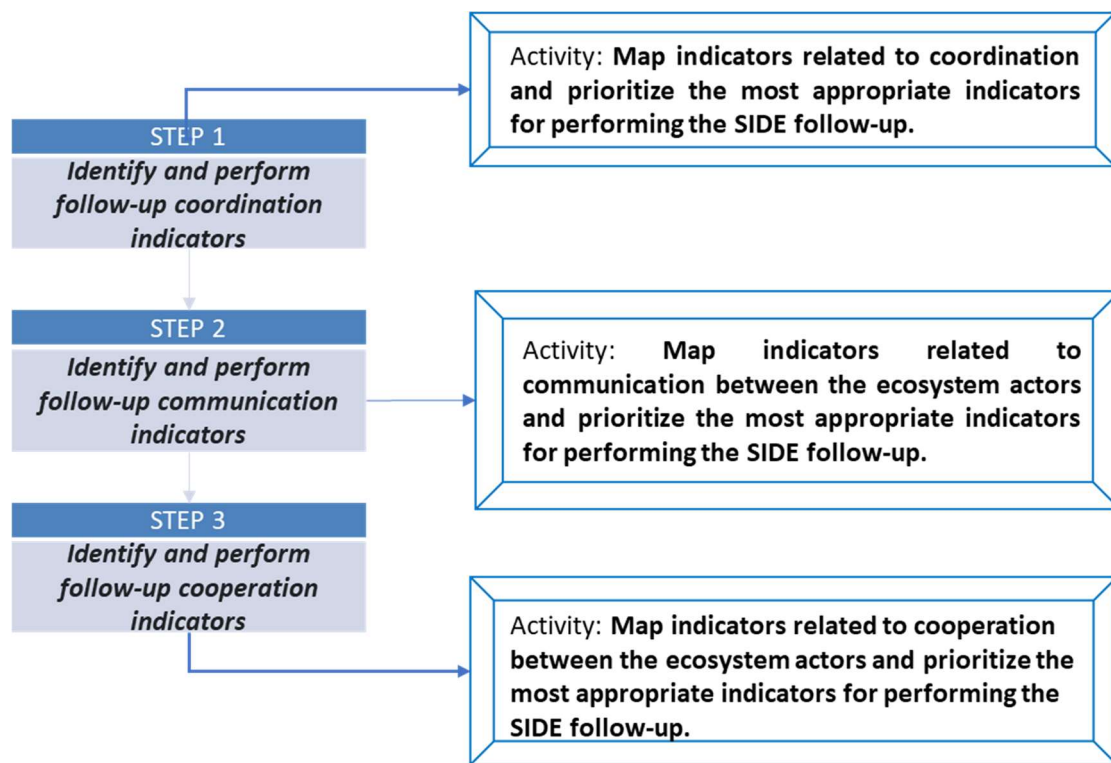 Activity: Map indicators related to coordination
and prioritize the most appropriate indicators
for performing the SIDE follow-up.
STEP 1
Identify and perform
follow-up coordination
indicators
STEP 2
Identify and perform
follow-up communication
indicators
Activity: Map indicators related to
communication between the ecosystem actors
and prioritize the most appropriate indicators
for performing the SIDE follow-up.
STEP 3
Identify and perform
follow-up cooperation
indicators
Activity: Map indicators related to cooperation
between the ecosystem actors and prioritize the
most appropriate indicators for performing the
SIDE follow-up.